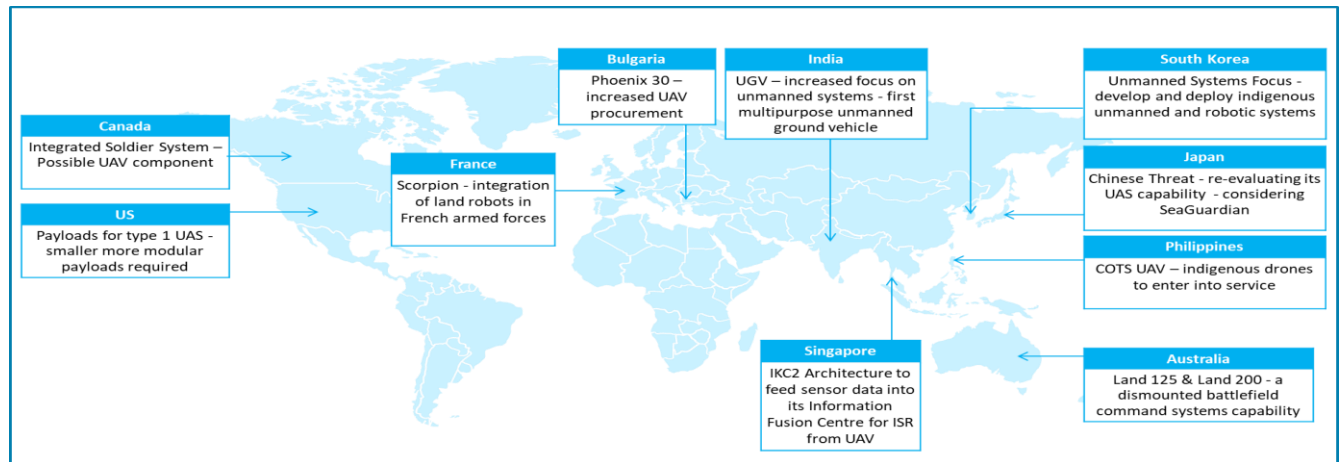 Canada
Integrated Soldier System –
Possible UAV component
US
Payloads for type 1 UAS -
smaller more modular
payloads required
France
Scorpion - integration
of land robots in
French armed forces
Bulgaria
Phoenix 30 –
increased UAV
procurement
India
UGV – increased focus on
unmanned systems - first
multipurpose unmanned
ground vehicle
Singapore
IKC2 Architecture to
feed sensor data into
its Information
Fusion Centre for ISR
from UAV
South Korea
Unmanned Systems Focus -
develop and deploy indigenous
unmanned and robotic systems
Japan
Chinese Threat - re-evaluating its
UAS capability - considering
SeaGuardian
Philippines
COTS UAV – indigenous drones
to enter into service
Australia
Land 125 & Land 200 - a
dismounted battlefield
command systems capability